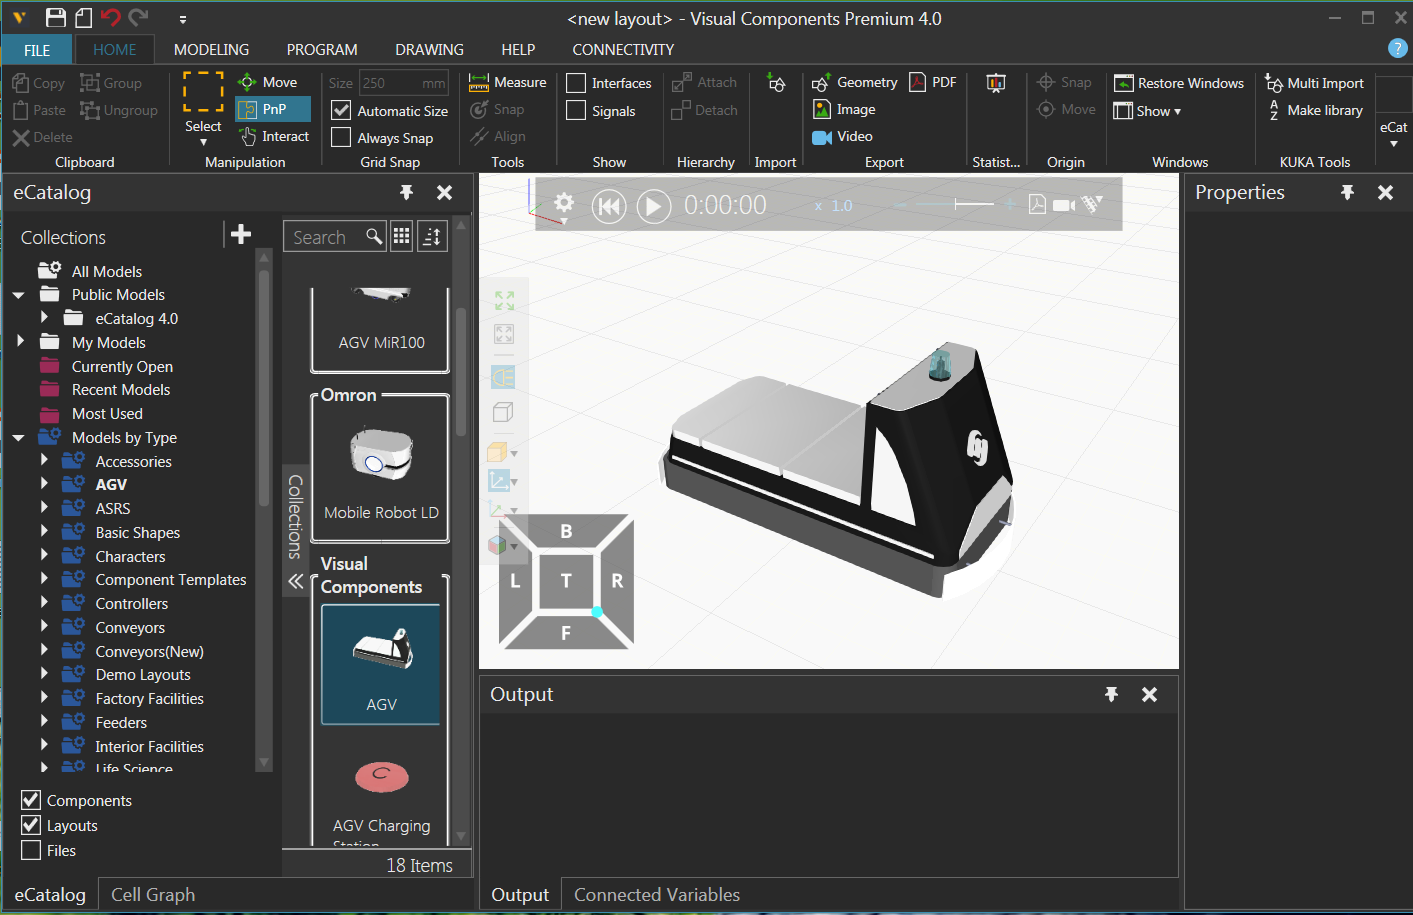 <new layout> - Visual Components Premium 4.0
FILE HOME MODELING PROGRAM DRAWING HELP CONNECTIVITY ?
Copy Group Move Size 250 mm Measure Interfaces Attach Geometry PDF Snap Restore Windows Multi Import
Paste Ungroup PnP Automatic Size Snap Signals Detach Image Move Show Make library
Select eCat
Delete Interact Always Snap Align Video
Clipboard Manipulation Grid Snap Tools Show Hierarchy Import Export Statist... Origin Windows KUKA Tools
eCatalog
Collections
All Models
Public Models
eCatalog 4.0
My Models
Currently Open
Recent Models
Most Used
Models by Type
Accessories
AGV
ASRS
Basic Shapes
Characters
Component Templates
Controllers
Conveyors
Conveyors(New)
Demo Layouts
Factory Facilities
Feeders
Interior Facilities
Life Science
Components
Layouts
Files
eCatalog Cell Graph
Search
Collections
AGV MiR100
Omron
Mobile Robot LD
Visual
Components
AGV
AGV Charging
Station
18 Items
0:00:00 x 1.0
B
L T R
F
Output
Output Connected Variables
Properties